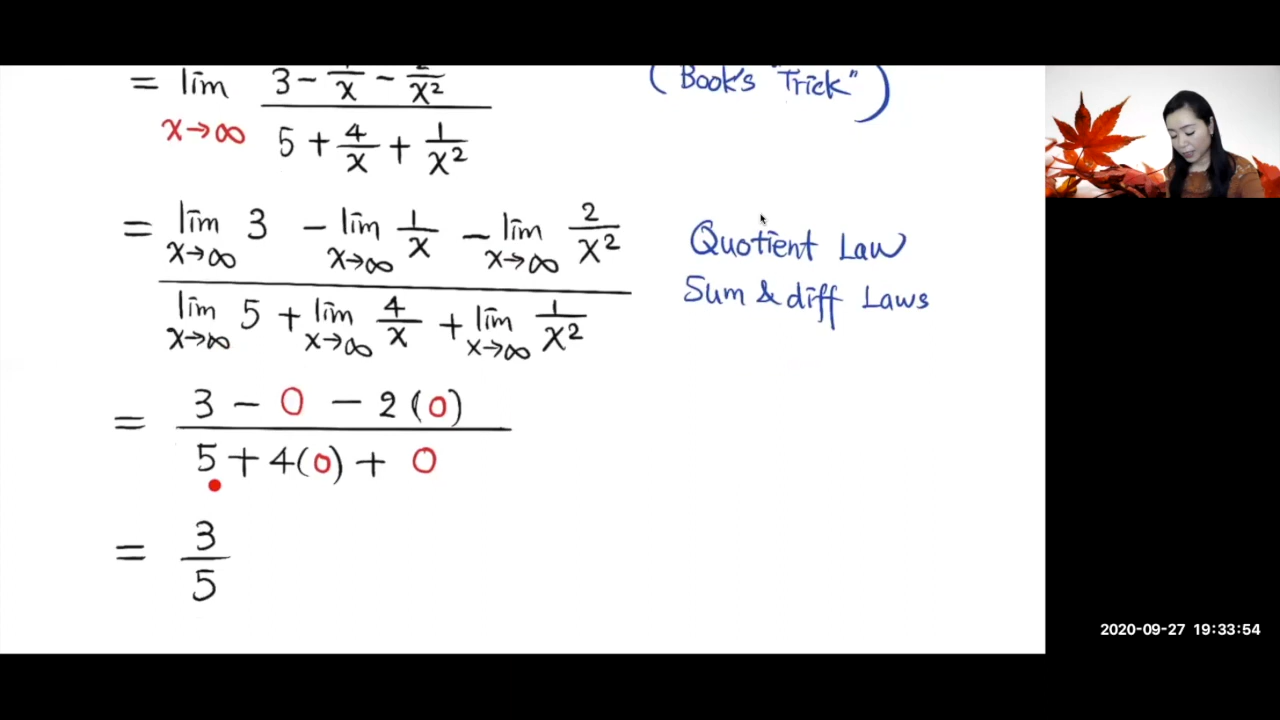 = lim 3 - 1/x - 2/x² (Book's "Trick")
x→∞ 5 + 4/x + 1/x²
= lim 3 - lim 1/x - lim 2/x² Quotient Law
x→∞ x→∞ x→∞
Sum & diff Laws
lim 5 + lim 4/x + lim 1/x²
x→∞ x→∞ x→∞
= 3 - 0 - 2(0)
5 + 4(0) + 0
= 3
5
2020-09-27 19:33:54